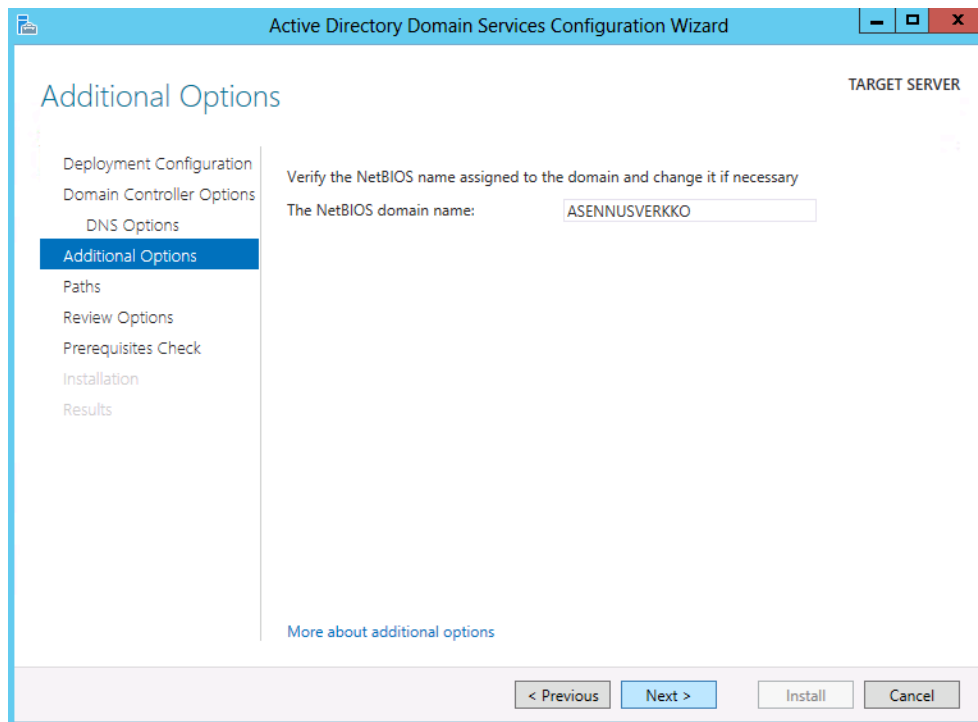 Active Directory Domain Services Configuration Wizard
Additional Options
TARGET SERVER
Deployment Configuration
Domain Controller Options
DNS Options
Additional Options
Paths
Review Options
Prerequisites Check
Installation
Results
Verify the NetBIOS name assigned to the domain and change it if necessary
The NetBIOS domain name: ASENNUSVERKKO
More about additional options
< Previous Next > Install Cancel